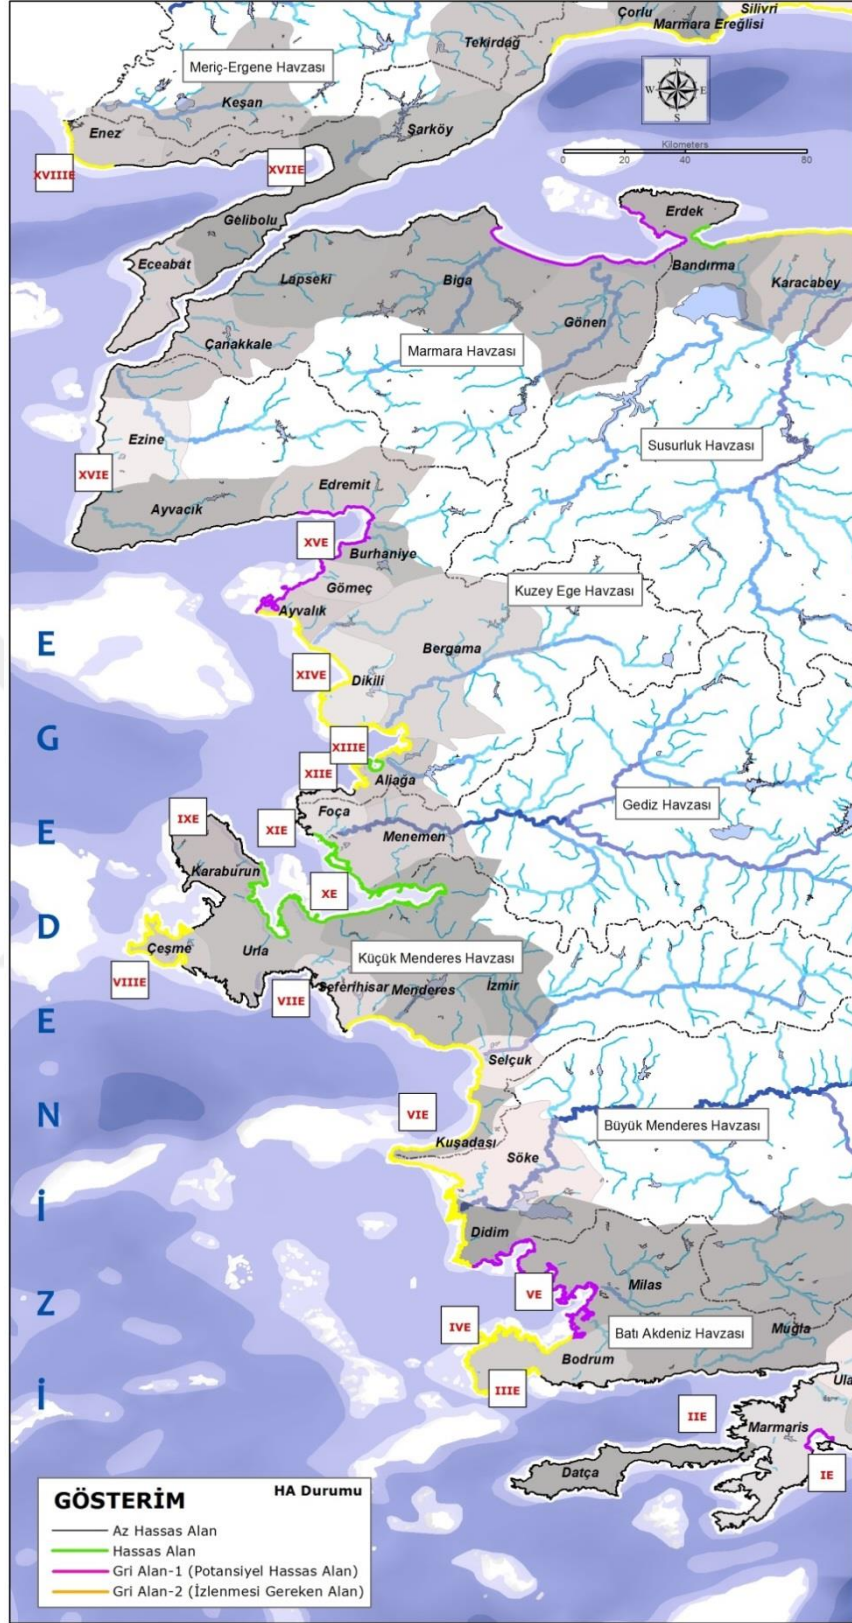 Silivri
Çorlu
Marmara Ereğlisi
Tekirdağ
Meriç-Ergene Havzası
N
W E
S
Keşan
Enez
Şarköy
Kilometers
0 20 40 80
XVIIIE
XVIIE
Erdek
Gelibolu
Eceabat
Bandırma
Lapseki
Biga
Karacabey
Gönen
Çanakkale
Marmara Havzası
Ezine
Susurluk Havzası
XVIE
Edremit
Ayvacık
XVE
Burhaniye
Gömeç
Kuzey Ege Havzası
Ayvalık
EGE DENİZİ
Bergama
XIVE
Dikili
XIIIE
XIIE
Aliağa
Gediz Havzası
Foça
IXE
XIE
Menemen
Karaburun
XE
Çeşme
Urla
Küçük Menderes Havzası
VIIIE
VIIE
Seferihisar
Menderes
İzmir
Selçuk
VIE
Büyük Menderes Havzası
Kuşadası
Söke
Didim
VE
Milas
IVE
Batı Akdeniz Havzası
Muğla
Bodrum
IIIE
Ula
IIE
Marmaris
Datça
IE
GÖSTERİM
HA Durumu
Az Hassas Alan
Hassas Alan
Gri Alan-1 (Potansiyel Hassas Alan)
Gri Alan-2 (İzlenmesi Gereken Alan)